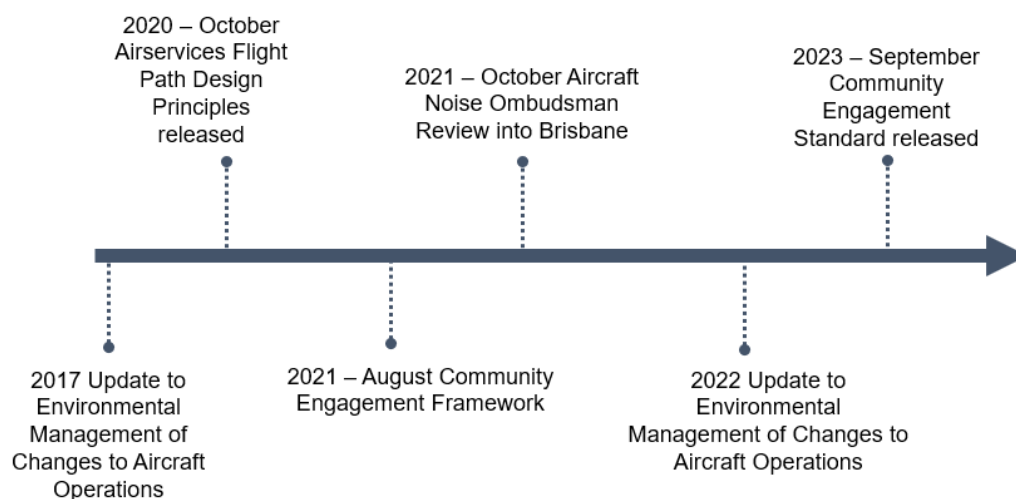 2020 – October
Airservices Flight
Path Design
Principles
released
2021 – October Aircraft
Noise Ombudsman
Review into Brisbane
2023 – September
Community
Engagement
Standard released
2017 Update to
Environmental
Management of
Changes to Aircraft
Operations
2021 – August Community
Engagement Framework
2022 Update to
Environmental
Management of Changes to
Aircraft Operations